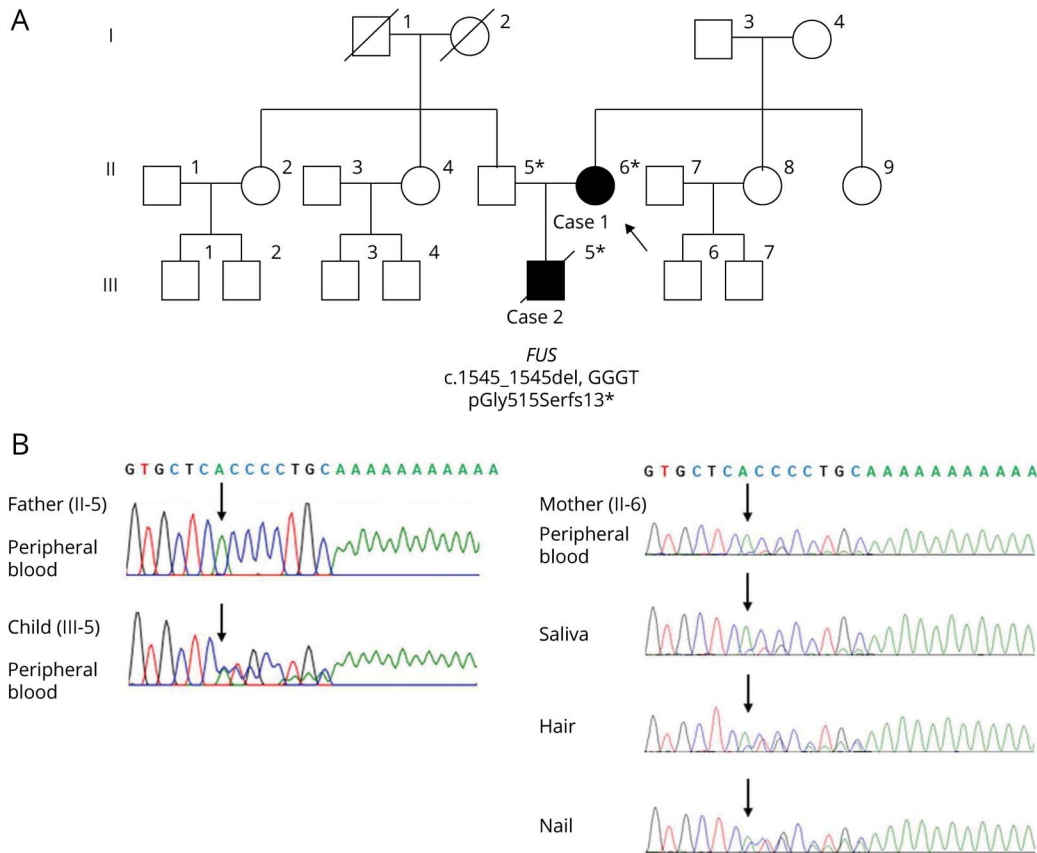 A
I
1
2
3
4
II
1
2
3
4
5*
6*
7
8
9
Case 1
III
1
2
3
4
5*
6
7
Case 2
FUS
c.1545_1545del, GGGT
pGly515Serfs13*
B
GTGCTCACCCCTGCAAAAAAAAAAA
Father (II-5)
Peripheral
blood
Child (III-5)
Peripheral
blood
GTGCTCACCCCTGCAAAAAAAAAAA
Mother (II-6)
Peripheral
blood
Saliva
Hair
Nail